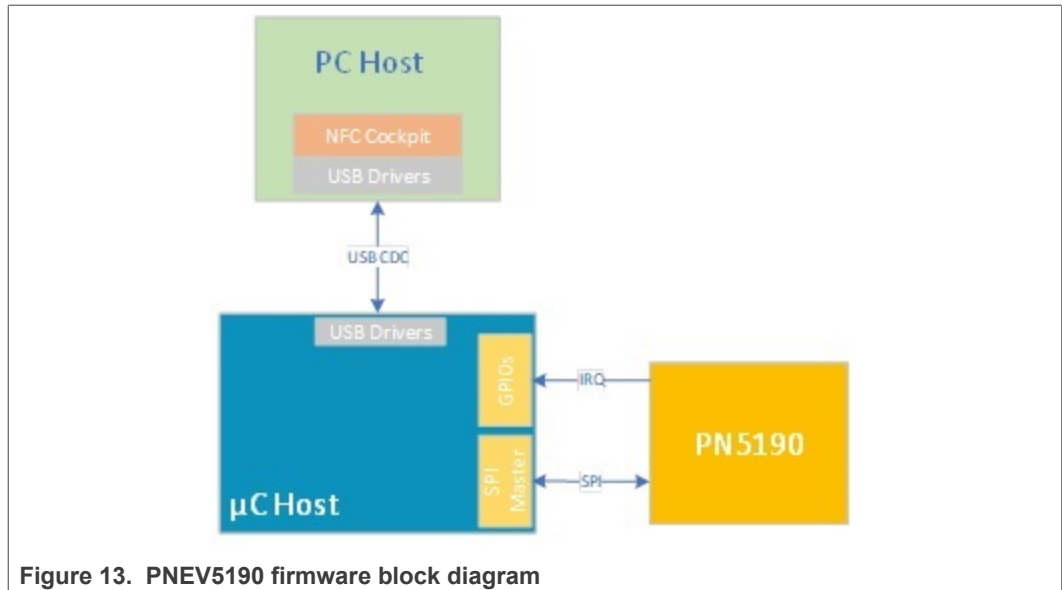 PC Host
NFC Cockpit
USB Drivers
USB CDC
USB Drivers
GPIOs
IRQ
SPI
Master
SPI
PN5190
µC Host
Figure 13. PNEV5190 firmware block diagram